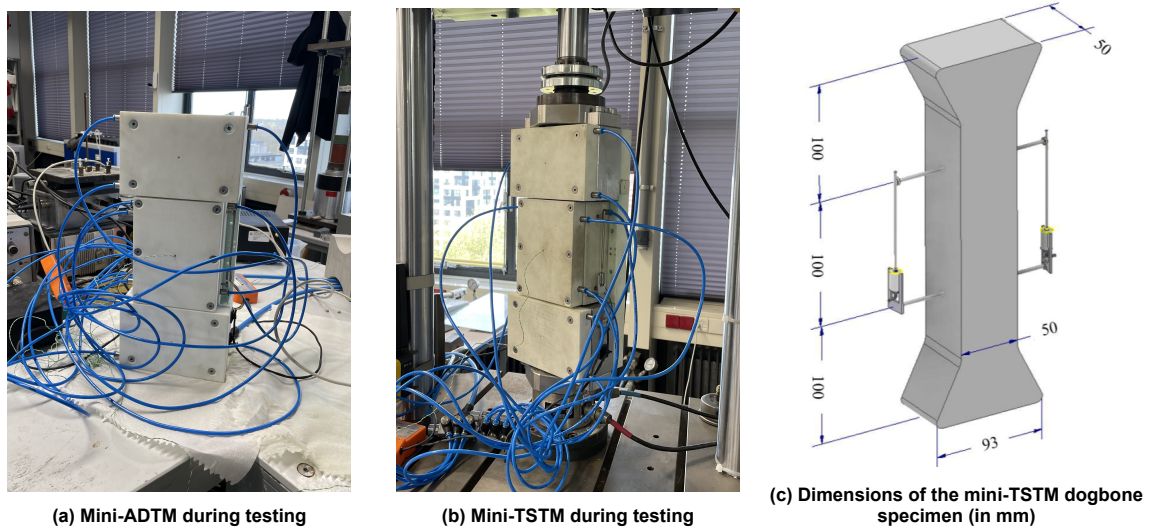 50
100
100
50
100
93
(a) Mini-ADTM during testing
(b) Mini-TSTM during testing
(c) Dimensions of the mini-TSTM dogbone
specimen (in mm)